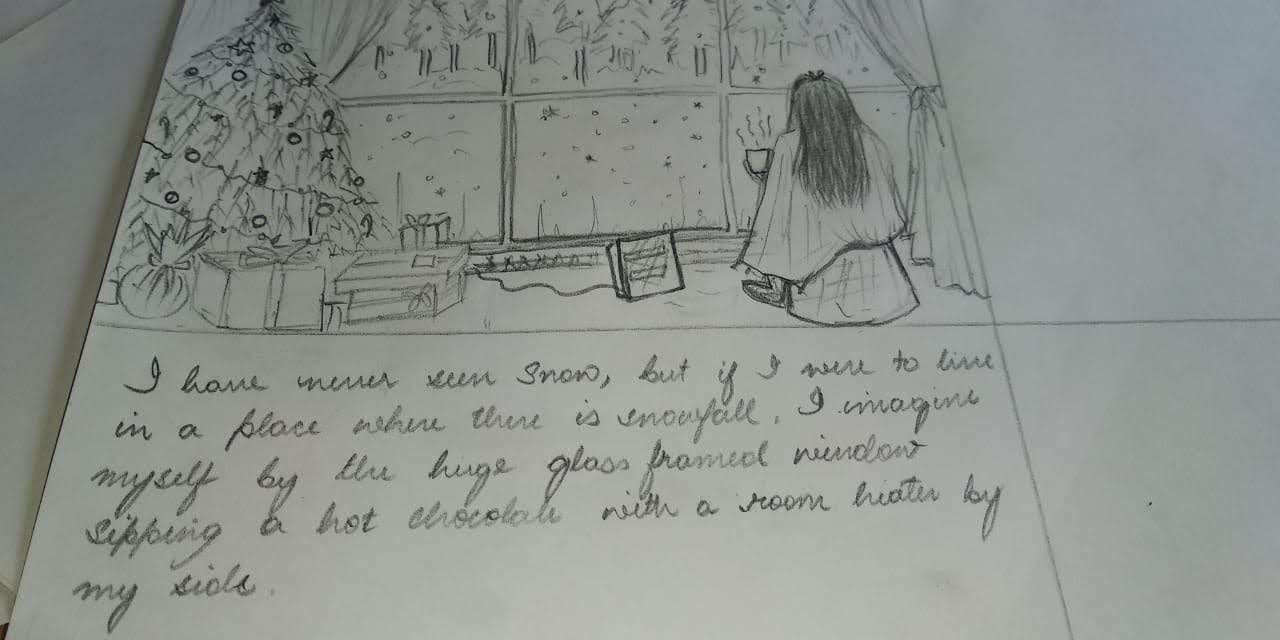 I have never seen Snow, but if I were to live
in a place where there is snowfall. I imagine
myself by the huge glass framed window
sipping a hot chocolate with a room heater by
my side.